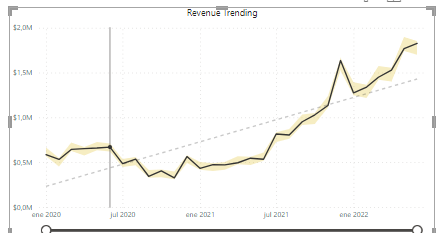 Revenue Trending
$2,0M
$1,5M
$1,0M
$0,5M
$0,0M
ene 2020 jul 2020 ene 2021 jul 2021 ene 2022